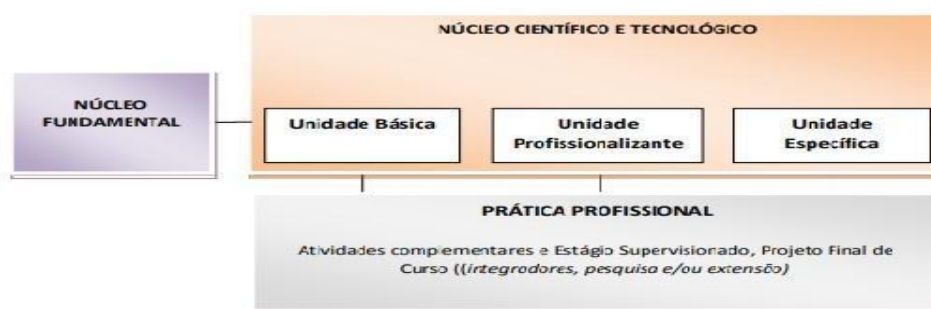 NÚCLEO CIENTÍFICO E TECNOLÓGICO
NÚCLEO
FUNDAMENTAL
Unidade Básica
Unidade
Profissionalizante
Unidade
Específica
PRÁTICA PROFISSIONAL
Atividades complementares e Estágio Supervisionado, Projeto Final de
Curso ((integradores, pesquisa e/ou extensão)